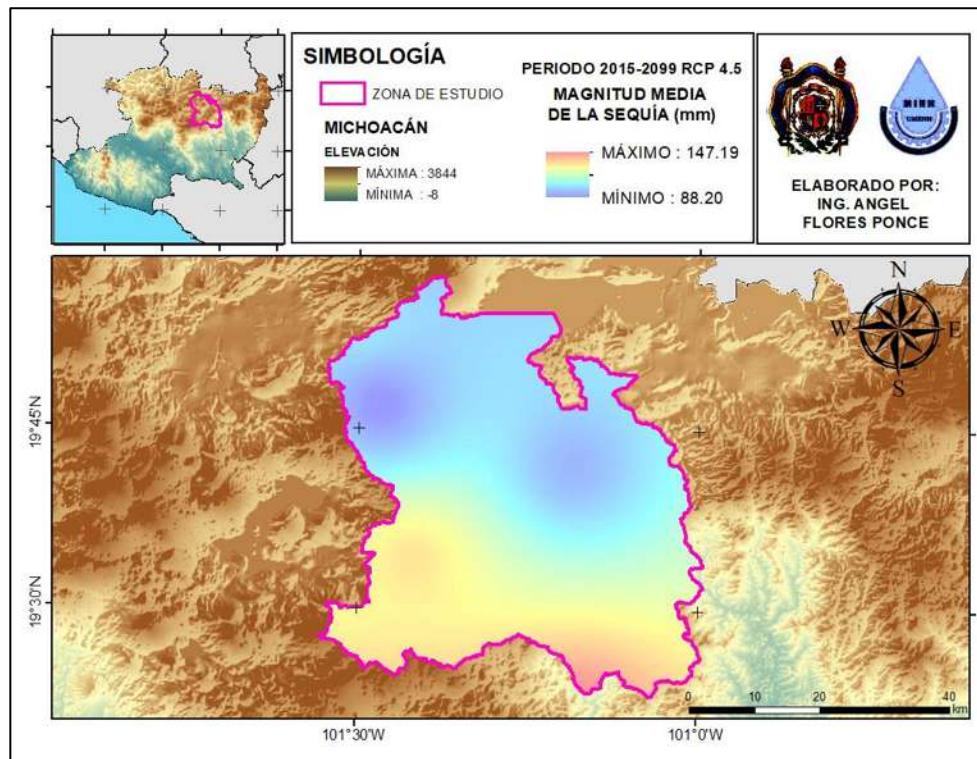 SIMBOLOGÍA
ZONA DE ESTUDIO
MICHOACÁN
ELEVACIÓN
MÁXIMA : 3844
MÍNIMA : -8
PERIODO 2015-2099 RCP 4.5
MAGNITUD MEDIA
DE LA SEQUÍA (mm)
MÁXIMO : 147.19
MÍNIMO : 88.20
ELABORADO POR:
ING. ANGEL
FLORES PONCE
N
W
E
S
19°45'N
19°30'N
0 10 20 30 40
km
101°30'W
101°0'W